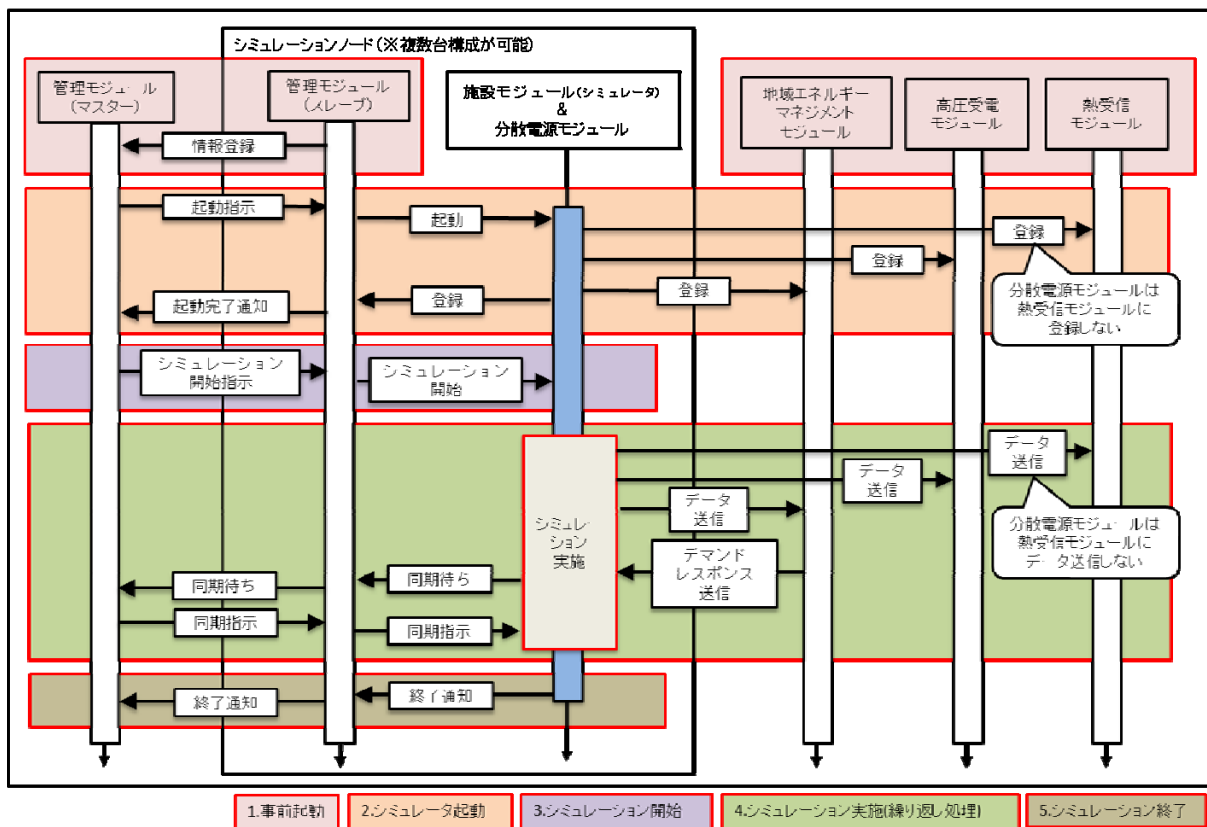 シミュレーションノード(※複数台構成が可能)
管理モジュール
(マスター)
管理モジュール
(スレーブ)
施設モジュール(シミュレータ)
&
分散電源モジュール
地域エネルギー
マネジメント
モジュール
高圧受電
モジュール
熱受信
モジュール
情報登録
起動指示
起動
登録
登録
登録
登録
起動完了通知
分散電源モジュールは
熱受信モジュールに
登録しない
シミュレーション
開始指示
シミュレーション
開始
データ
送信
データ
送信
データ
送信
シミュレー
ション
実施
デマンド
レスポンス
送信
分散電源モジュールは
熱受信モジュールに
データ送信しない
同期待ち
同期待ち
同期指示
同期指示
終了通知
終了通知
1.事前起動
2.シミュレータ起動
3.シミュレーション開始
4.シミュレーション実施(繰り返し処理)
5.シミュレーション終了